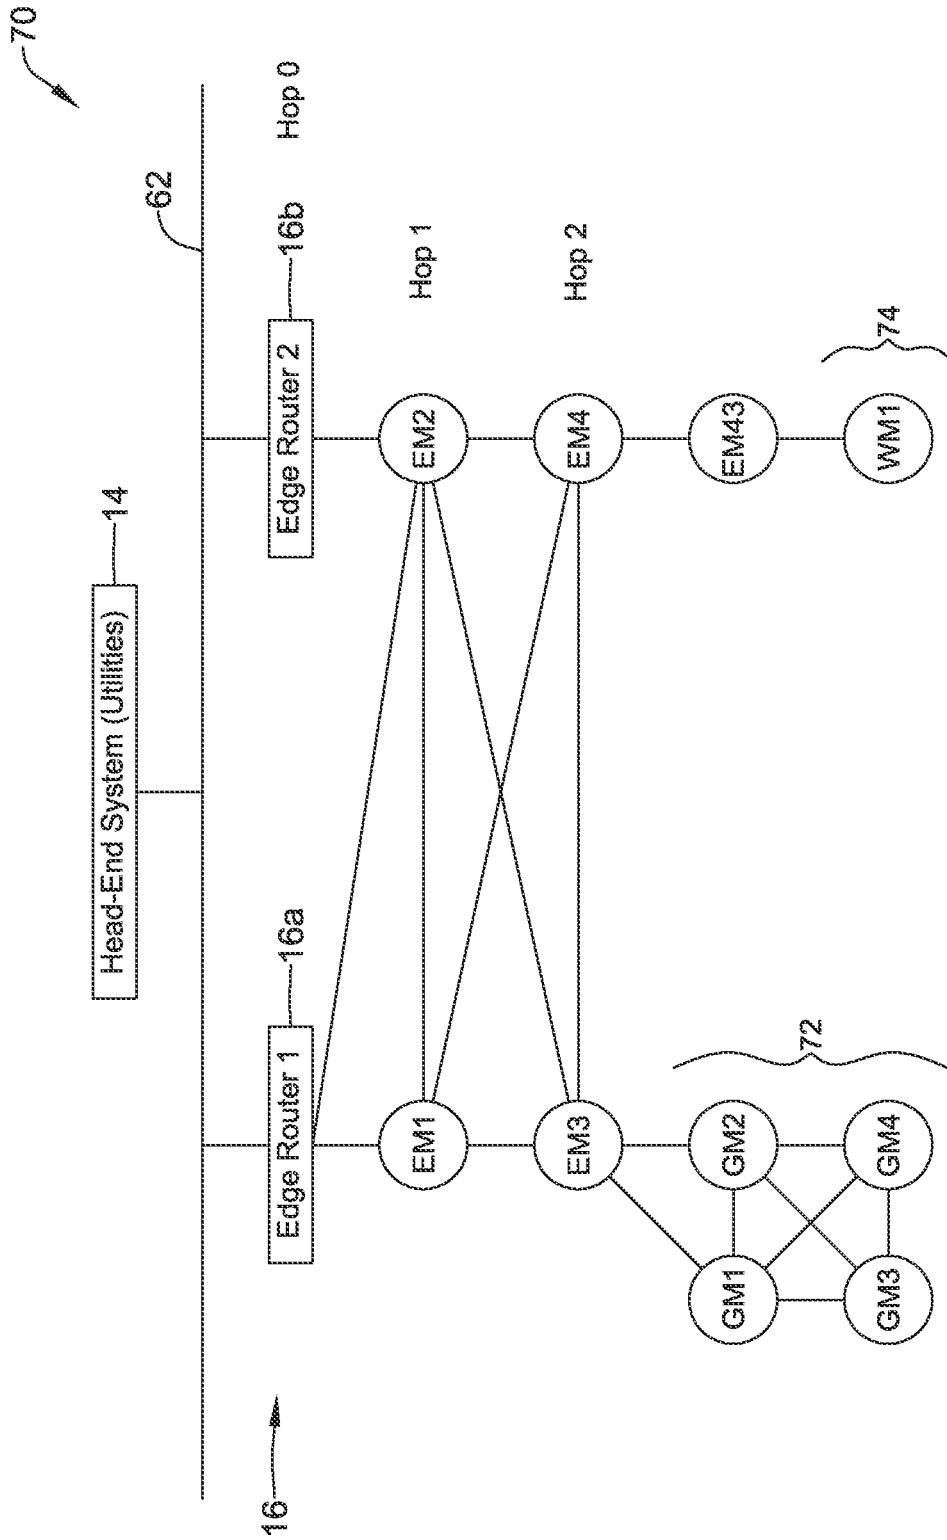 70
Head-End System (Utilities)
14
62
16
Edge Router 1
16a
Edge Router 2
16b
Hop 0
EM1
EM2
Hop 1
EM3
EM4
Hop 2
GM1
GM2
72
EM43
GM3
GM4
WM1
74